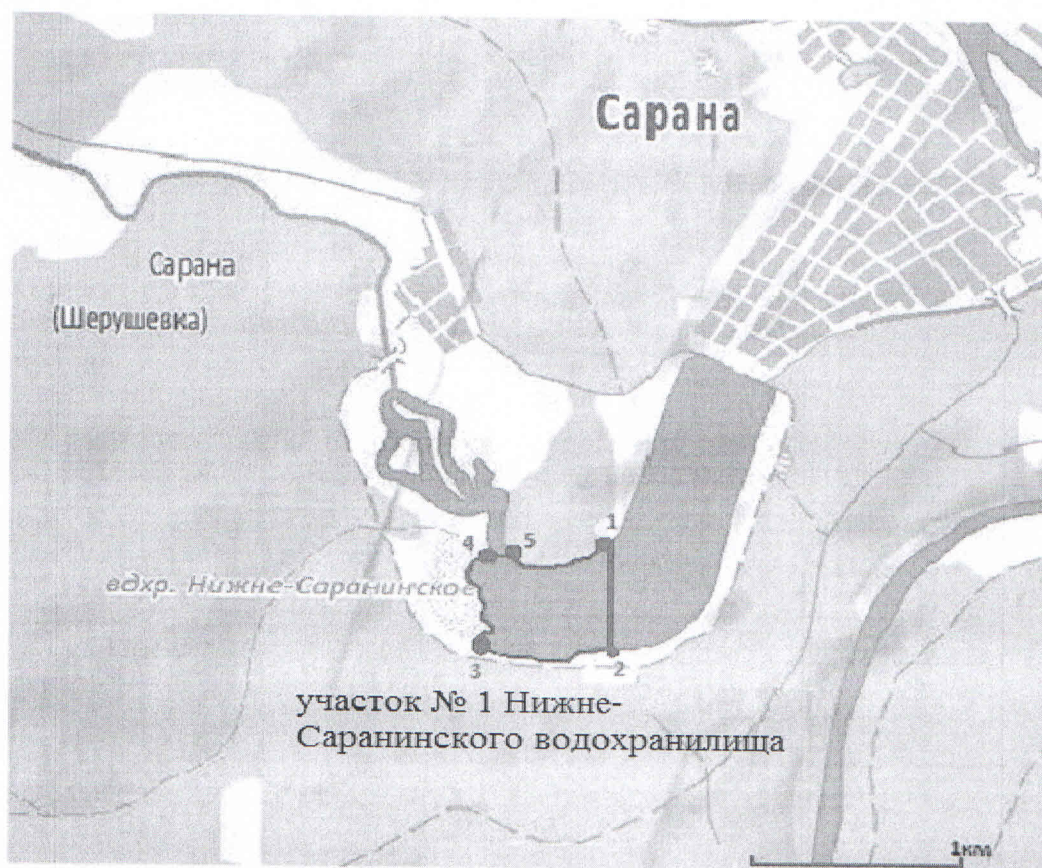 Сарана
Сарана
(Шерушевка)
1
4
5
вдхр. Нижне-Саранинское
3
2
участок № 1 Нижне-
Саранинского водохранилища
1км